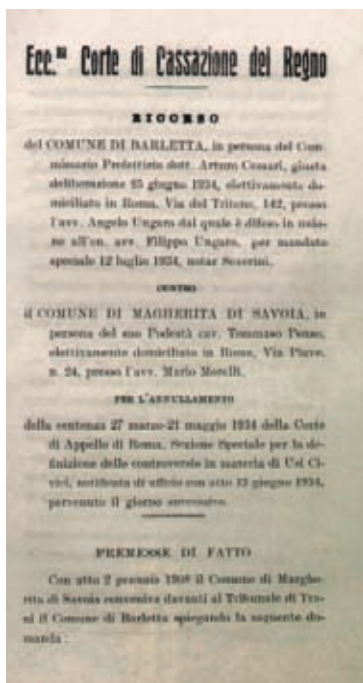 Ecc.ma Corte di Cassazione del Regno
RICORSO
del COMUNE DI BARLETTA, in persona del Com-
missario Prefettizio dott. Arturo Cessari, giusta
deliberazione 25 giugno 1934, elettivamente do-
miciliato in Roma, Via del Tritone, 142, presso
l'avv. Angelo Ungaro dal quale è difeso in unio-
ne all'on. avv. Filippo Ungaro, per mandato
speciale 12 luglio 1934, notar Severini.
CONTRO
il COMUNE DI MAGHERITA DI SAVOIA, in
persona del suo Podestà cav. Tommaso Penso,
elettivamente domiciliato in Roma, Via Piave,
n. 24, presso l'avv. Mario Morelli.
PER L'ANNULLAMENTO
della sentenza 27 marzo-21 maggio 1934 della Corte
di Appello di Roma, Sezione Speciale per la de-
finizione delle controversie in materia di Usi Ci-
vici, notificata di ufficio con atto 13 giugno 1934,
pervenuto il giorno successivo.
PREMESSE DI FATTO
Con atto 2 gennaio 1908 il Comune di Marghe-
rita di Savoia conveniva davanti al Tribunale di Tra-
ni il Comune di Barletta spiegando la seguente do-
manda: